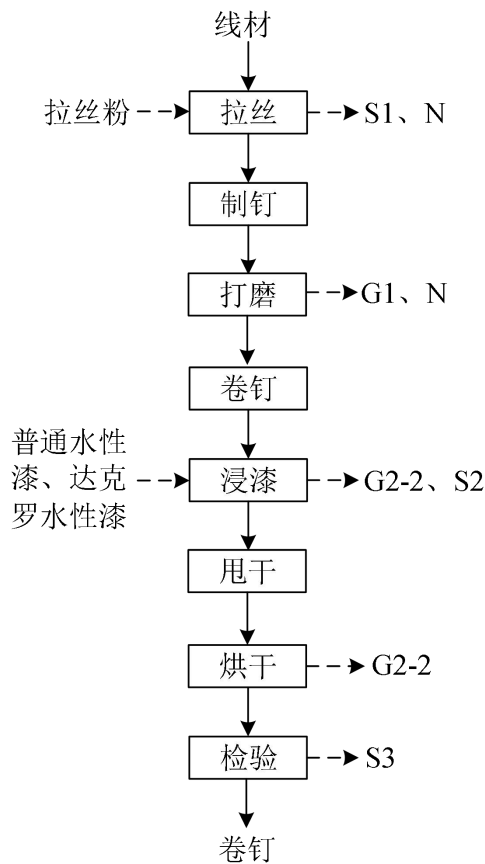 线材
拉丝粉
拉丝
S1、N
制钉
打磨
G1、N
卷钉
普通水性
漆、达克
罗水性漆
浸漆
G2-2、S2
甩干
烘干
G2-2
检验
S3
卷钉